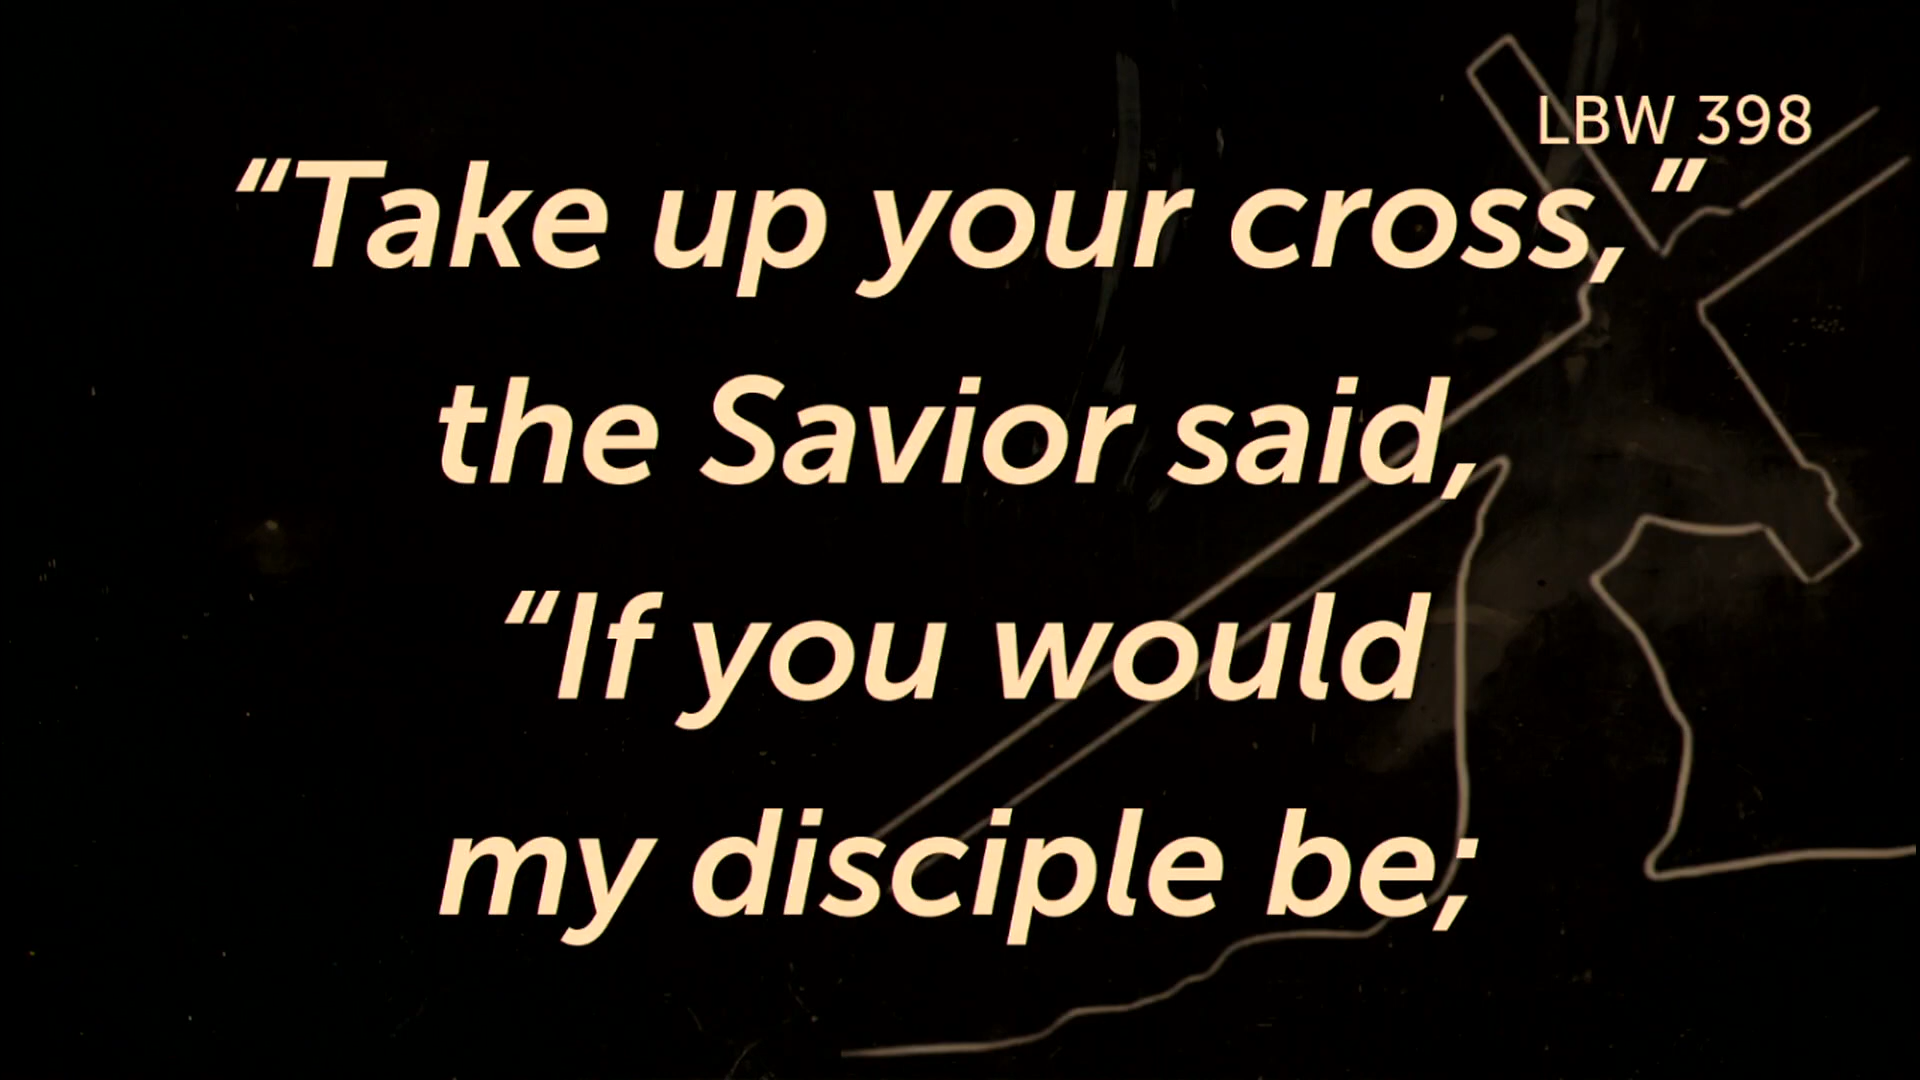 LBW 398
“Take up your cross,”
the Savior said,
“If you would
my disciple be;